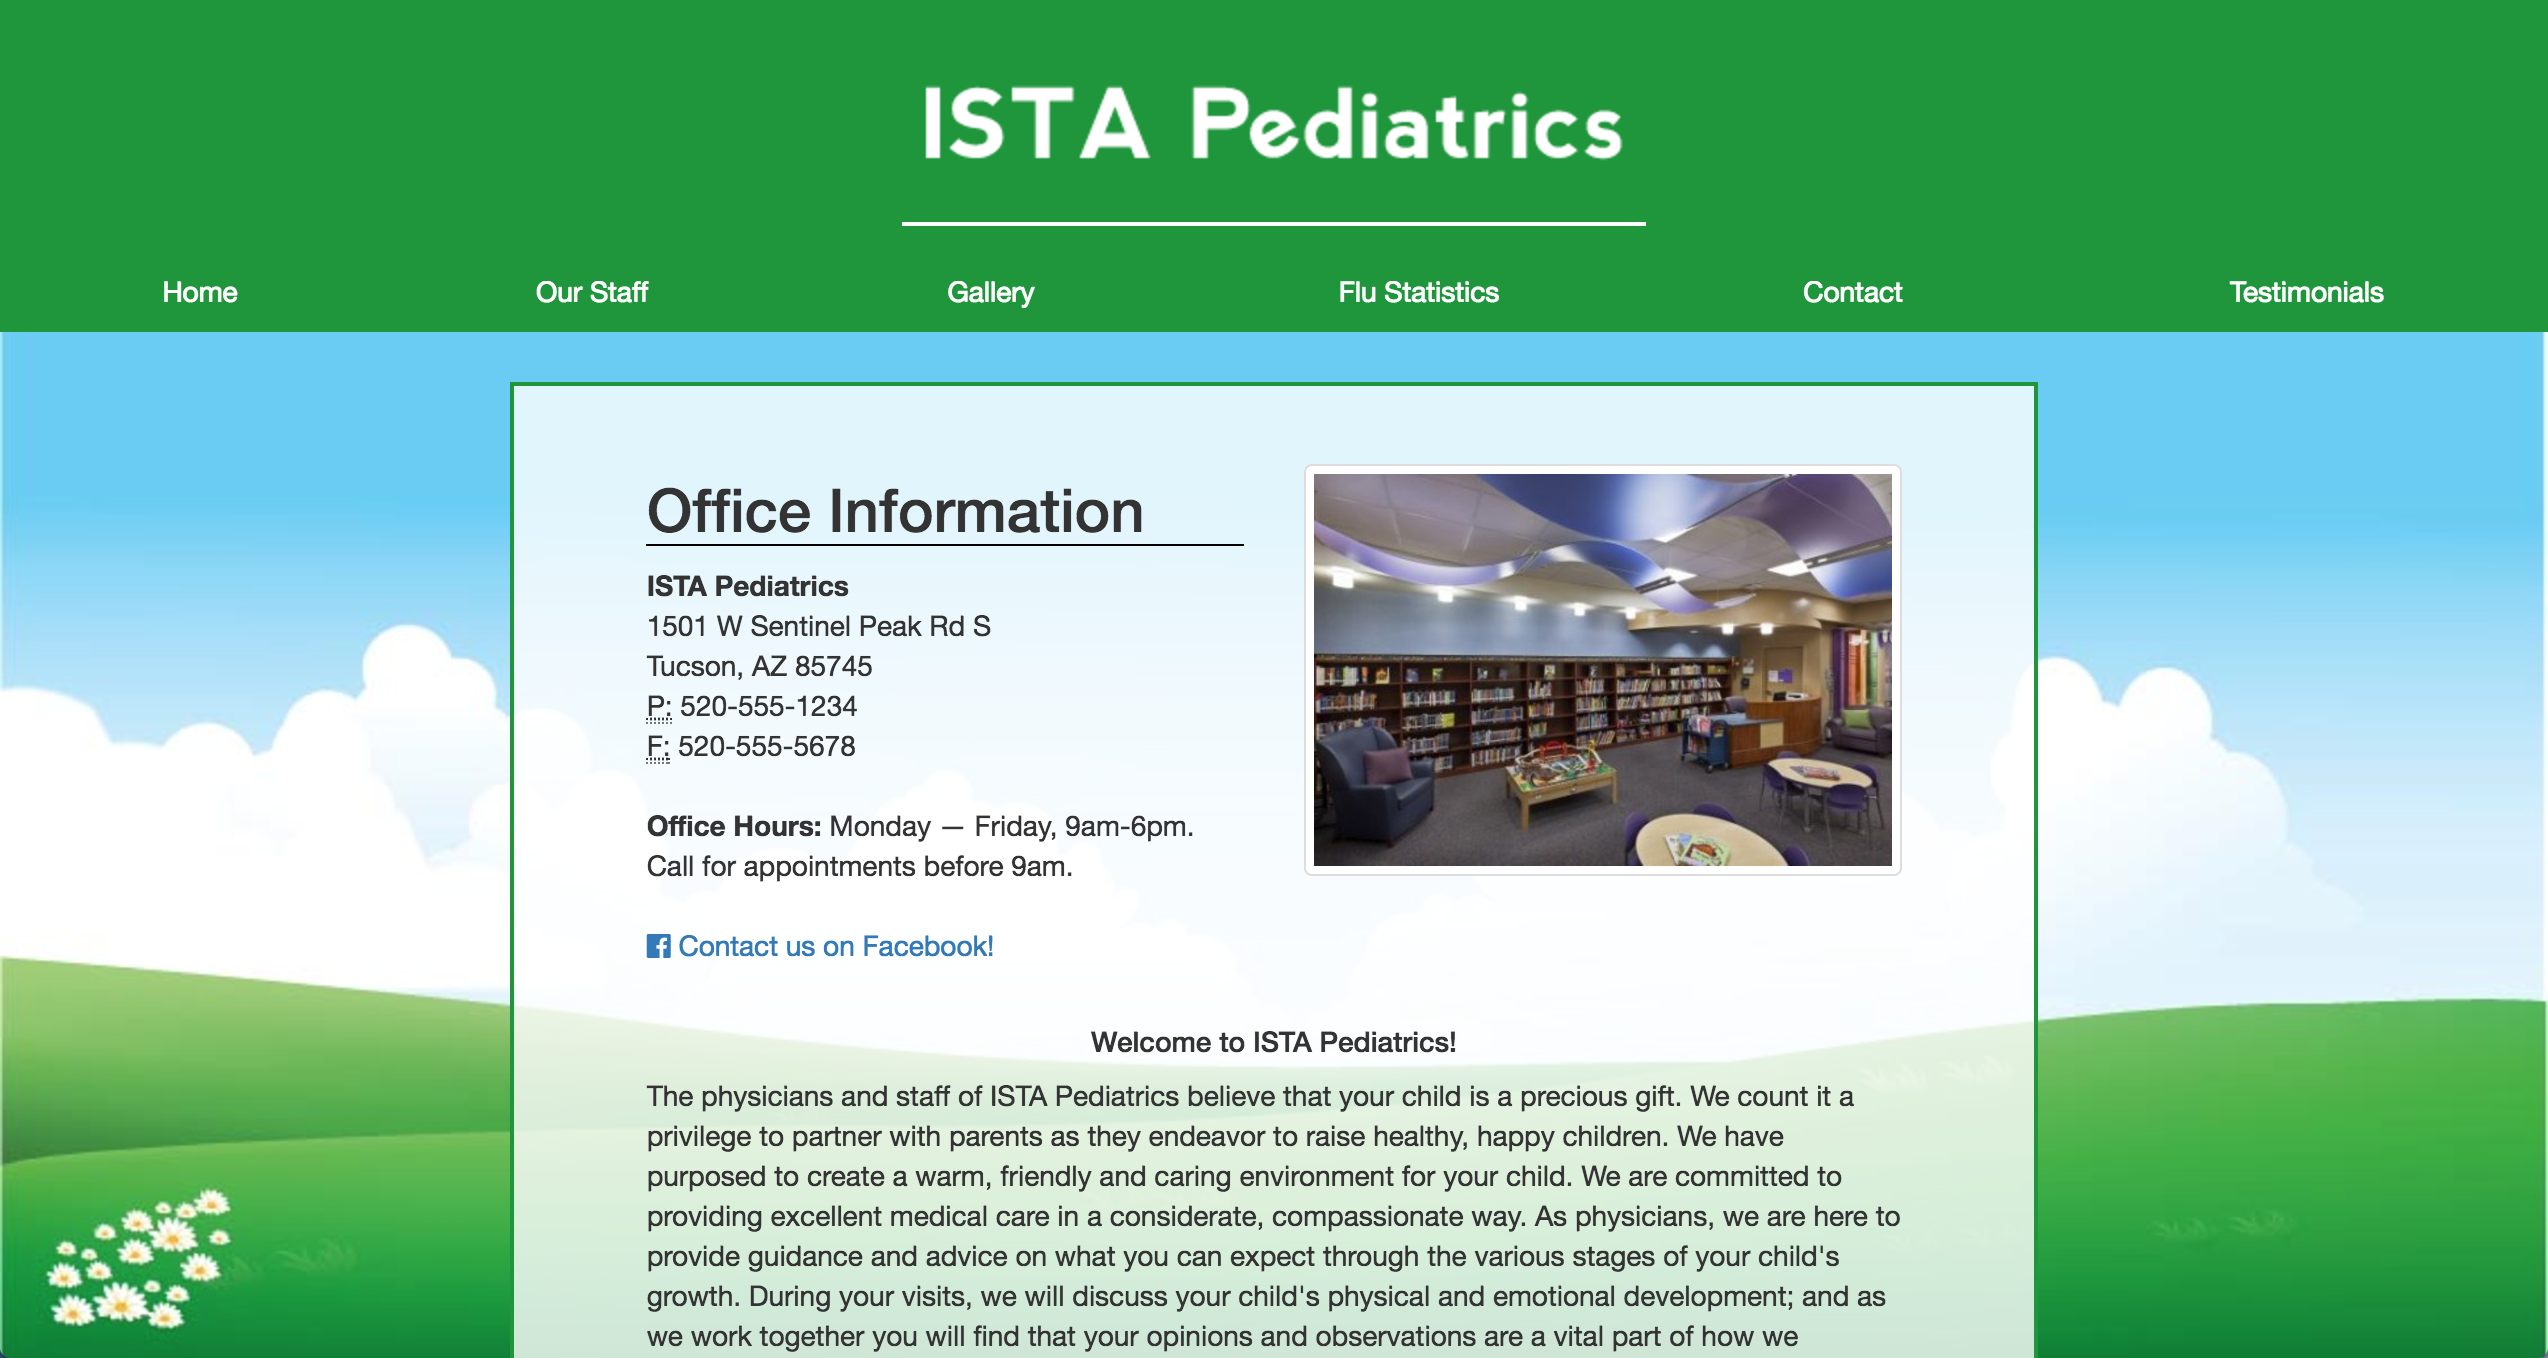 ISTA Pediatrics
Home Our Staff Gallery Flu Statistics Contact Testimonials
Office Information
ISTA Pediatrics
1501 W Sentinel Peak Rd S
Tucson, AZ 85745
P: 520-555-1234
F: 520-555-5678
Office Hours: Monday — Friday, 9am-6pm.
Call for appointments before 9am.
Contact us on Facebook!
Welcome to ISTA Pediatrics!
The physicians and staff of ISTA Pediatrics believe that your child is a precious gift. We count it a
privilege to partner with parents as they endeavor to raise healthy, happy children. We have
purposed to create a warm, friendly and caring environment for your child. We are committed to
providing excellent medical care in a considerate, compassionate way. As physicians, we are here to
provide guidance and advice on what you can expect through the various stages of your child's
growth. During your visits, we will discuss your child's physical and emotional development; and as
we work together you will find that your opinions and observations are a vital part of how we